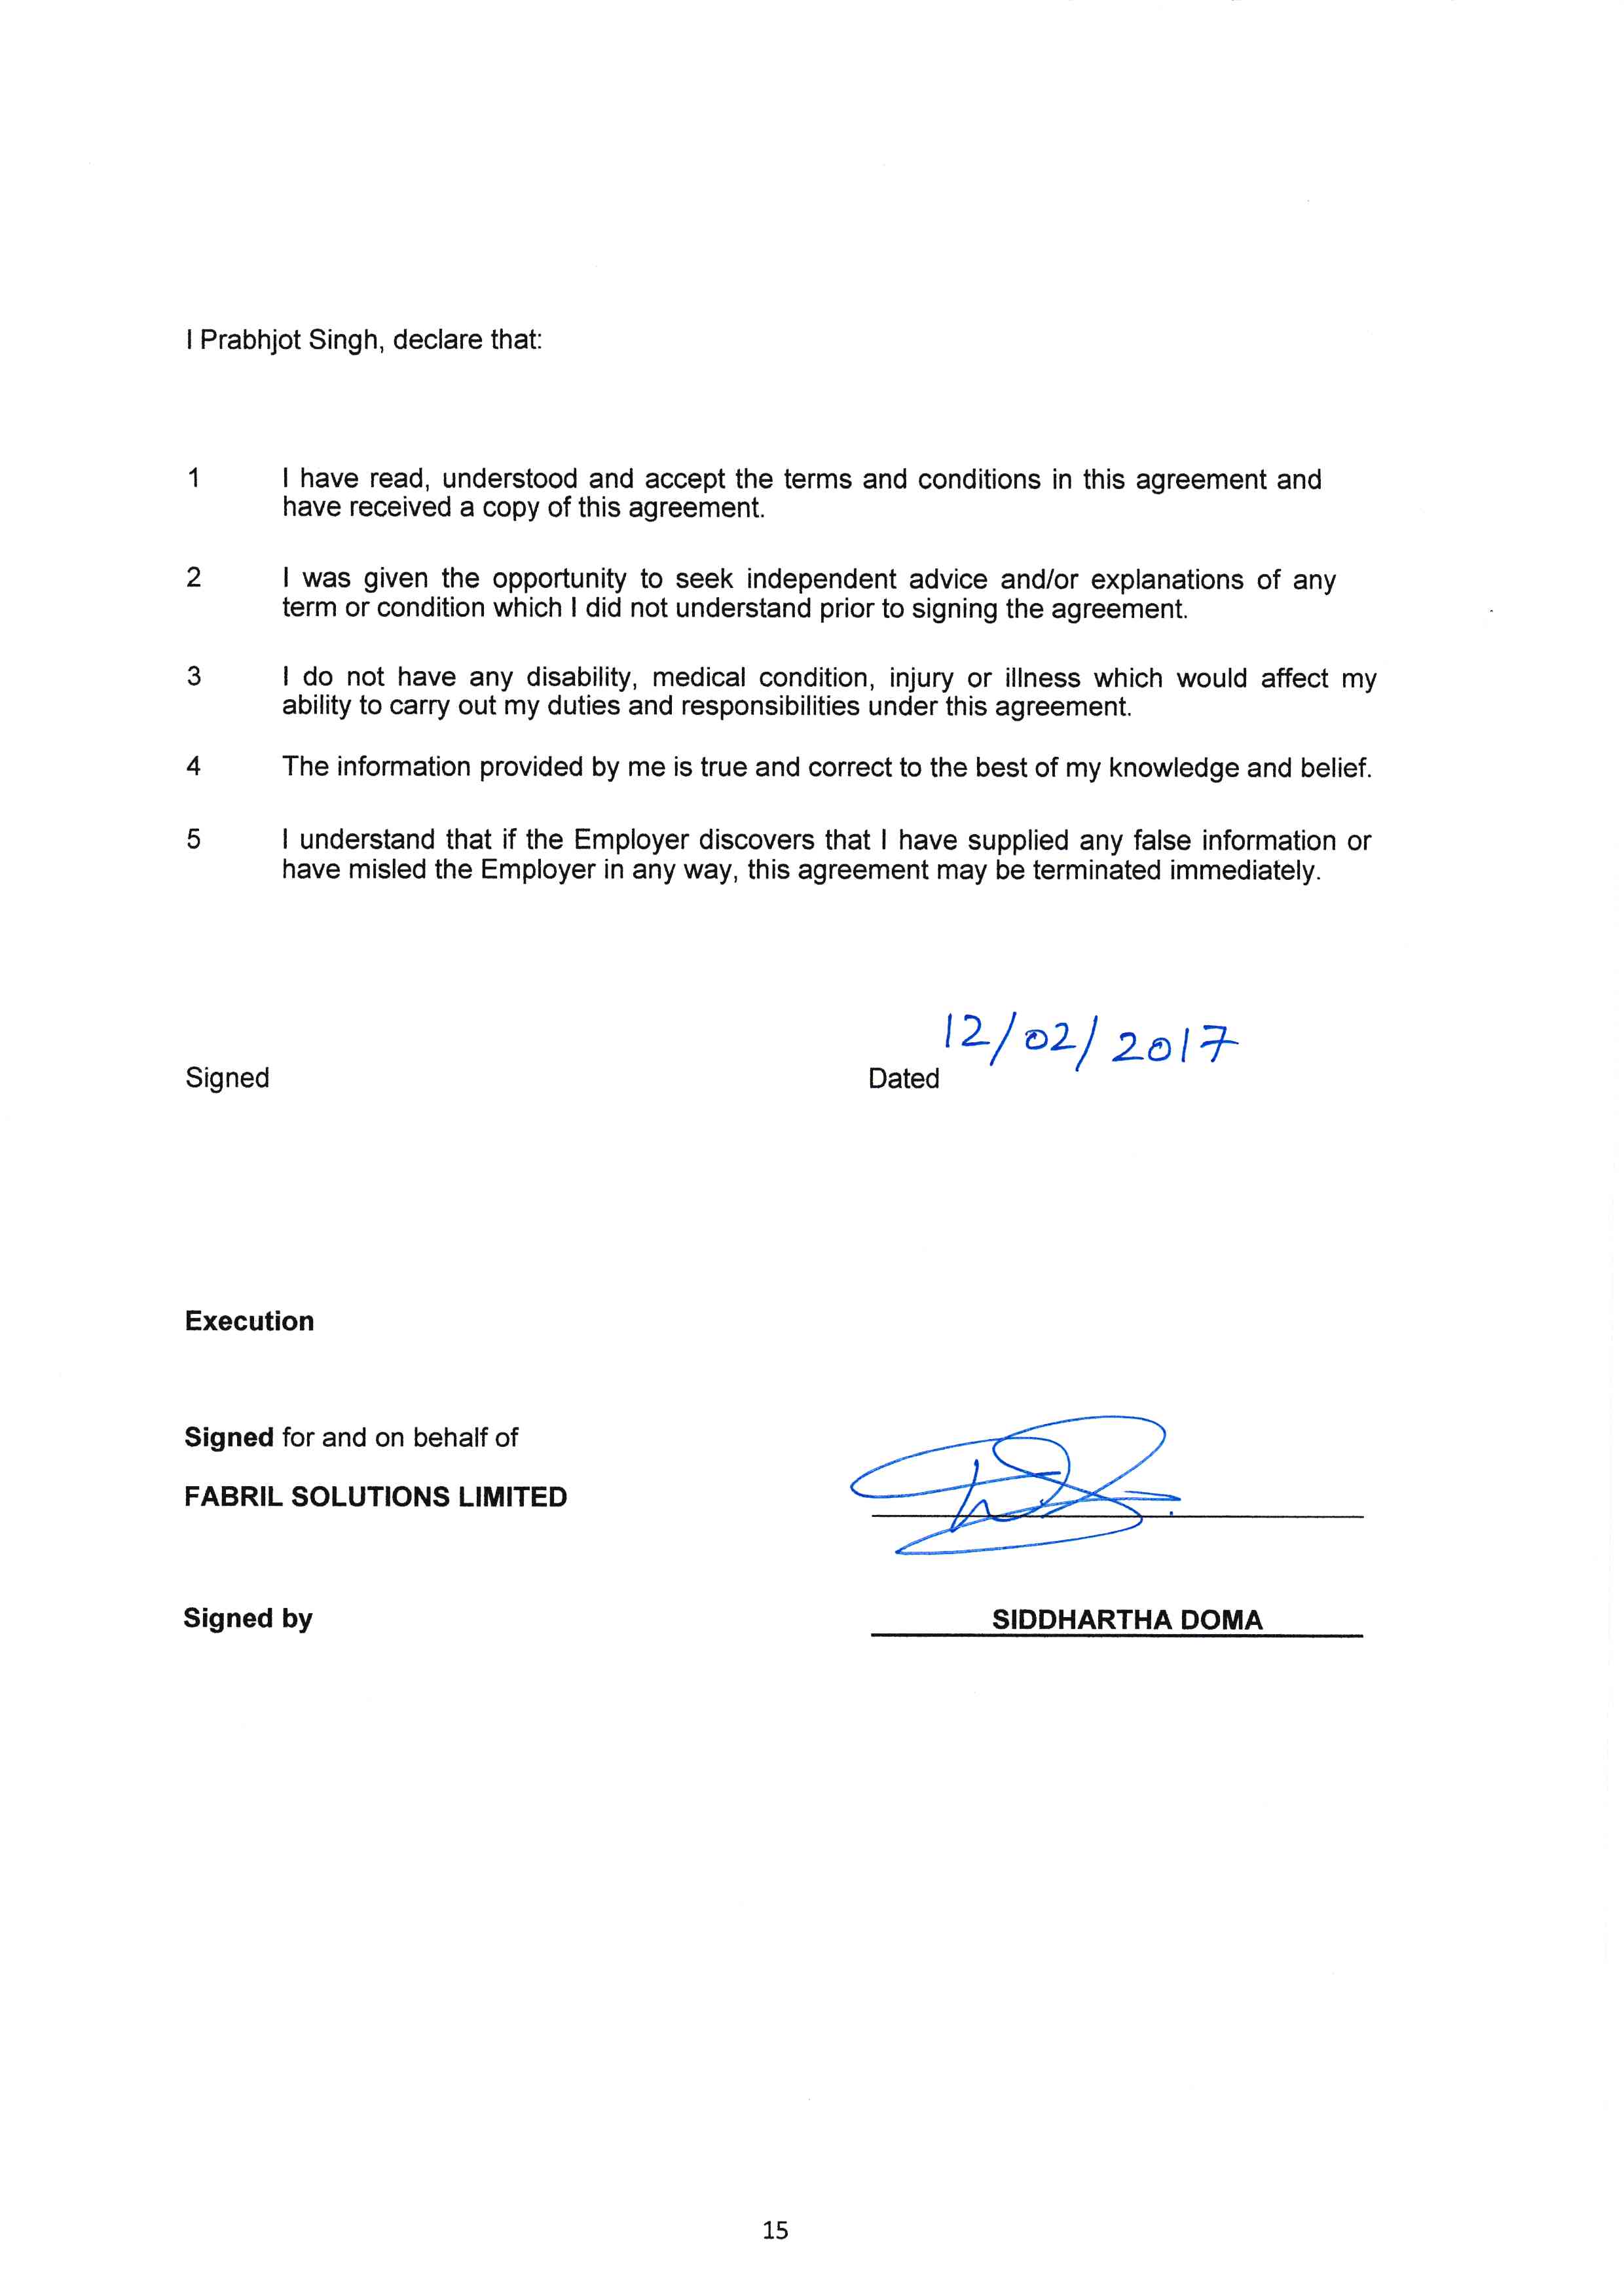 I Prabhjot Singh, declare that:
1 I have read, understood and accept the terms and conditions in this agreement and
have received a copy of this agreement.
2 I was given the opportunity to seek independent advice and/or explanations of any
term or condition which I did not understand prior to signing the agreement.
3 I do not have any disability, medical condition, injury or illness which would affect my
ability to carry out my duties and responsibilities under this agreement.
4 The information provided by me is true and correct to the best of my knowledge and belief.
5 I understand that if the Employer discovers that I have supplied any false information or
have misled the Employer in any way, this agreement may be terminated immediately.
Signed Dated 12/02/2017
Execution
Signed for and on behalf of
FABRIL SOLUTIONS LIMITED
Signed by SIDDHARTHA DOMA
15